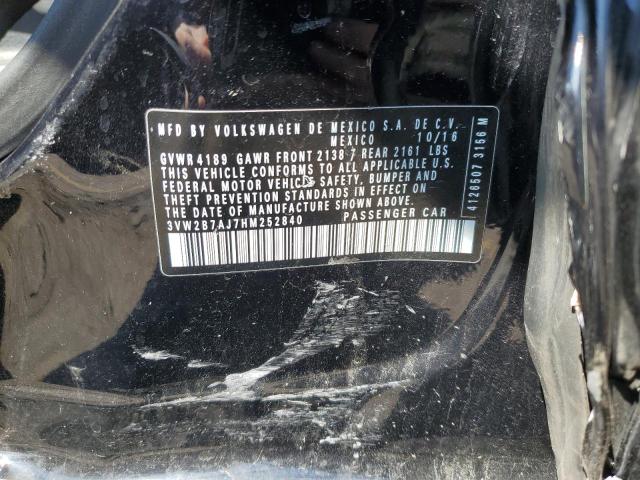 MFD BY VOLKSWAGEN DE MEXICO S.A. DE C.V.
MEXICO 10/16
GVWR 4189 GAWR FRONT 2138 / REAR 2161 LBS
THIS VEHICLE CONFORMS TO ALL APPLICABLE U.S.
FEDERAL MOTOR VEHICLE SAFETY, BUMPER AND
THEFT PREVENTION STANDARDS IN EFFECT ON
THE DATE OF MANUFACTURE SHOWN ABOVE.
3VW2B7AJ7HM252840 PASSENGER CAR
4126607 3156 M